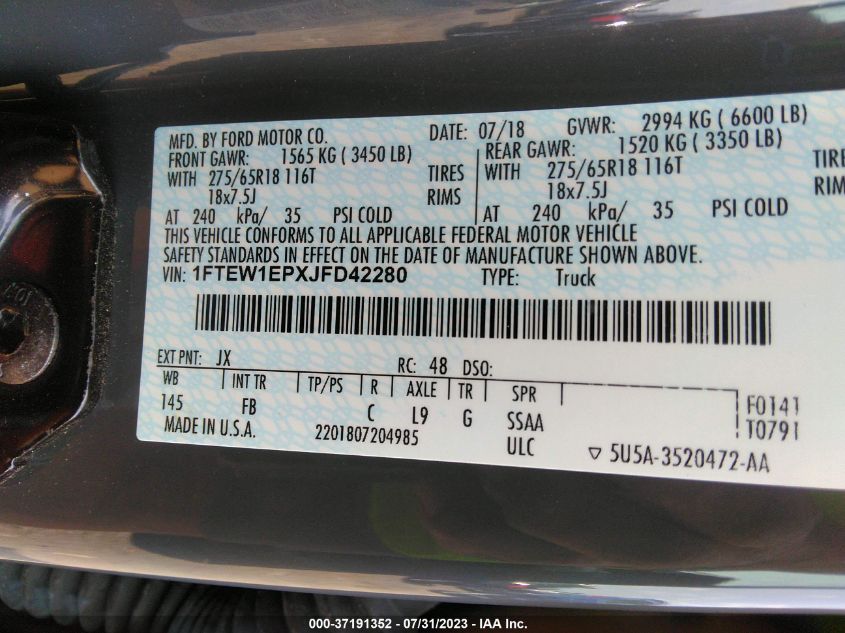 MFD. BY FORD MOTOR CO. DATE: 07/18 GVWR: 2994 KG ( 6600 LB)
FRONT GAWR: 1565 KG ( 3450 LB) REAR GAWR: 1520 KG ( 3350 LB)
WITH 275/65R18 116T TIRES WITH 275/65R18 116T TIRE
18x7.5J RIMS 18x7.5J RIM
AT 240 kPa/ 35 PSI COLD AT 240 kPa/ 35 PSI COLD
THIS VEHICLE CONFORMS TO ALL APPLICABLE FEDERAL MOTOR VEHICLE
SAFETY STANDARDS IN EFFECT ON THE DATE OF MANUFACTURE SHOWN ABOVE.
VIN: 1FTEW1EPXJFD42280 TYPE: Truck
EXT PNT: JX RC: 48 DSO:
WB INT TR TP/PS R AXLE TR SPR
145 FB C L9 G SSAA F0141
MADE IN U.S.A. 2201807204985 ULC T0791
▽ 5U5A-3520472-AA
000-37191352 / 07/31/2023 - IAA Inc.